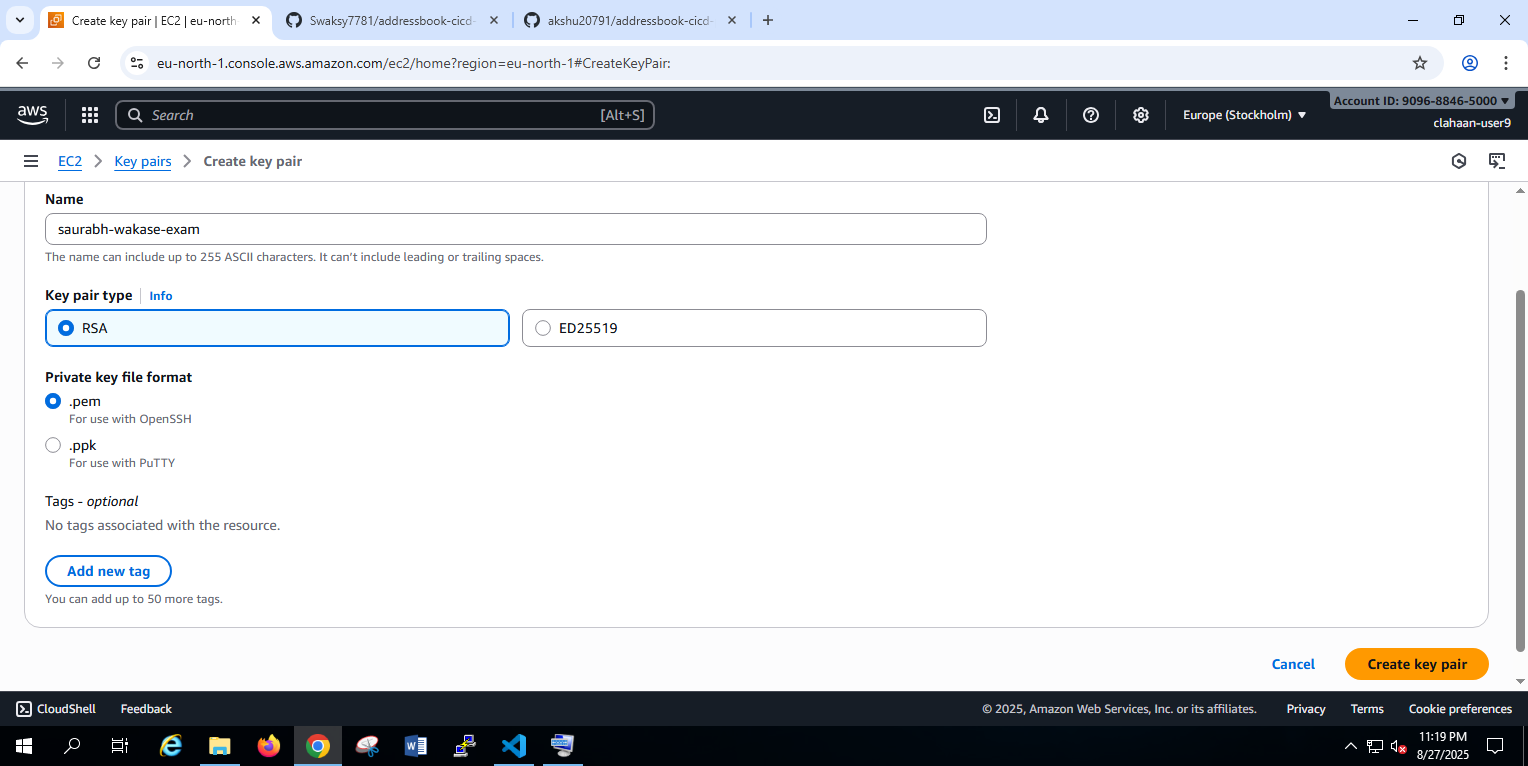 Create key pair | EC2 | eu-north-
Swaksy7781/addressbook-cicd-
akshu20791/addressbook-cicd-
eu-north-1.console.aws.amazon.com/ec2/home?region=eu-north-1#CreateKeyPair:
aws
Search
[Alt+S]
Europe (Stockholm)
Account ID: 9096-8846-5000
clahaan-user9
EC2
Key pairs
Create key pair
Name
saurabh-wakase-exam
The name can include up to 255 ASCII characters. It can't include leading or trailing spaces.
Key pair type
Info
RSA
ED25519
Private key file format
.pem
For use with OpenSSH
.ppk
For use with PuTTY
Tags - optional
No tags associated with the resource.
Add new tag
You can add up to 50 more tags.
Cancel
Create key pair
CloudShell
Feedback
© 2025, Amazon Web Services, Inc. or its affiliates.
Privacy
Terms
Cookie preferences
11:19 PM
8/27/2025